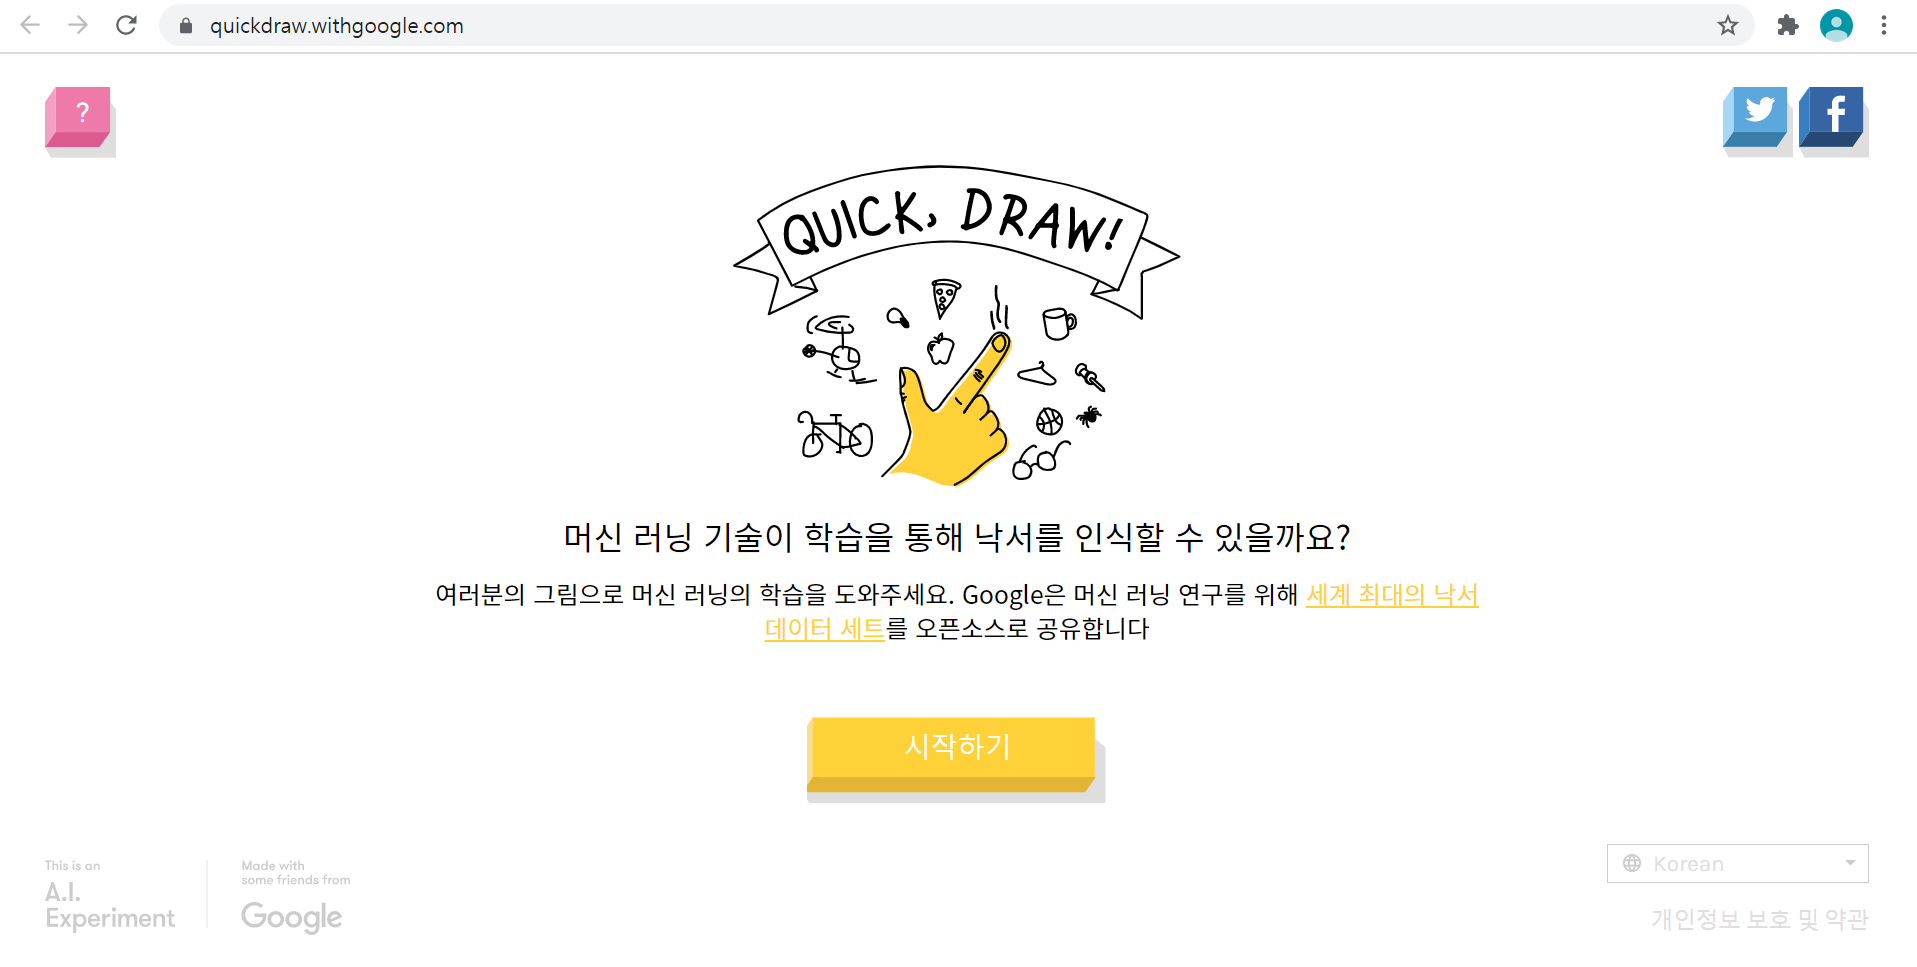 quickdraw.withgoogle.com
?
f
QUICK, DRAW!
머신 러닝 기술이 학습을 통해 낙서를 인식할 수 있을까요?
여러분의 그림으로 머신 러닝의 학습을 도와주세요. Google은 머신 러닝 연구를 위해 세계 최대의 낙서
데이터 세트를 오픈소스로 공유합니다
시작하기
This is an
A.I.
Experiment
Made with
some friends from
Google
Korean
개인정보 보호 및 약관